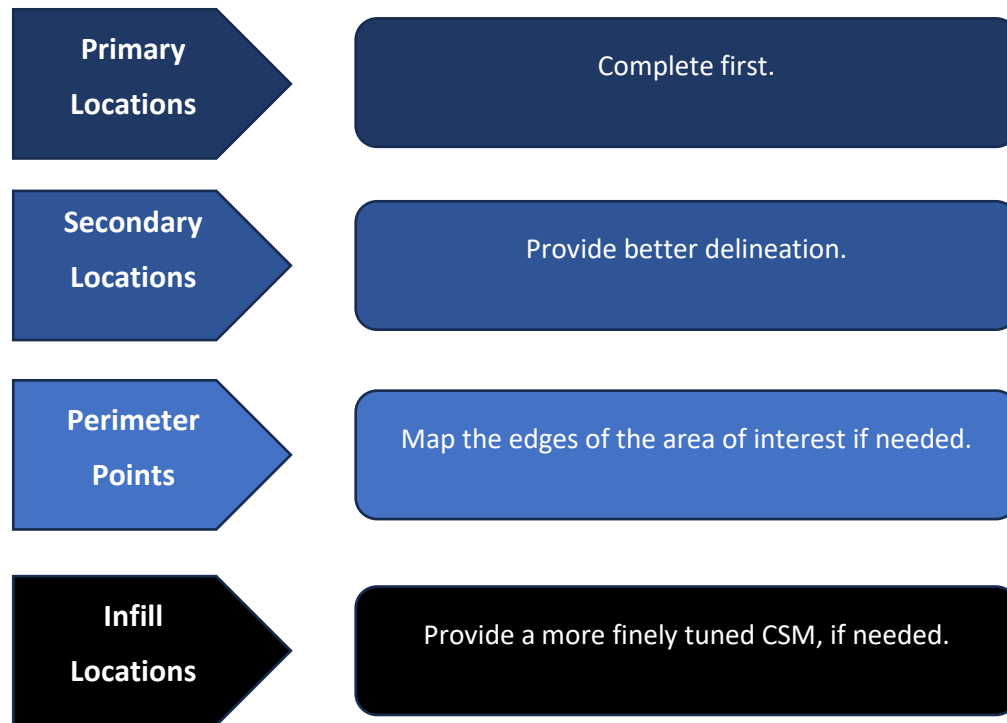 Primary
Locations
Complete first.
Secondary
Locations
Provide better delineation.
Perimeter
Points
Map the edges of the area of interest if needed.
Infill
Locations
Provide a more finely tuned CSM, if needed.